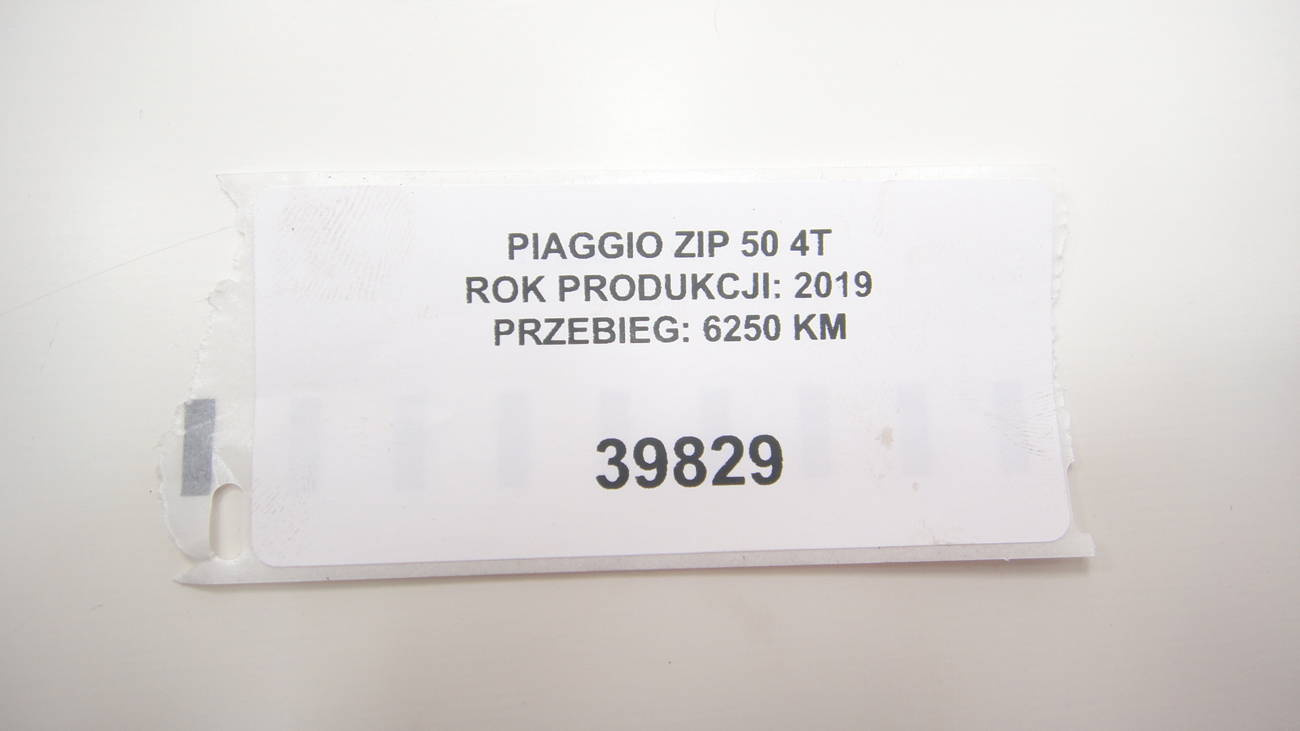 PIAGGIO ZIP 50 4T
ROK PRODUKCJI: 2019
PRZEBIEG: 6250 KM
39829